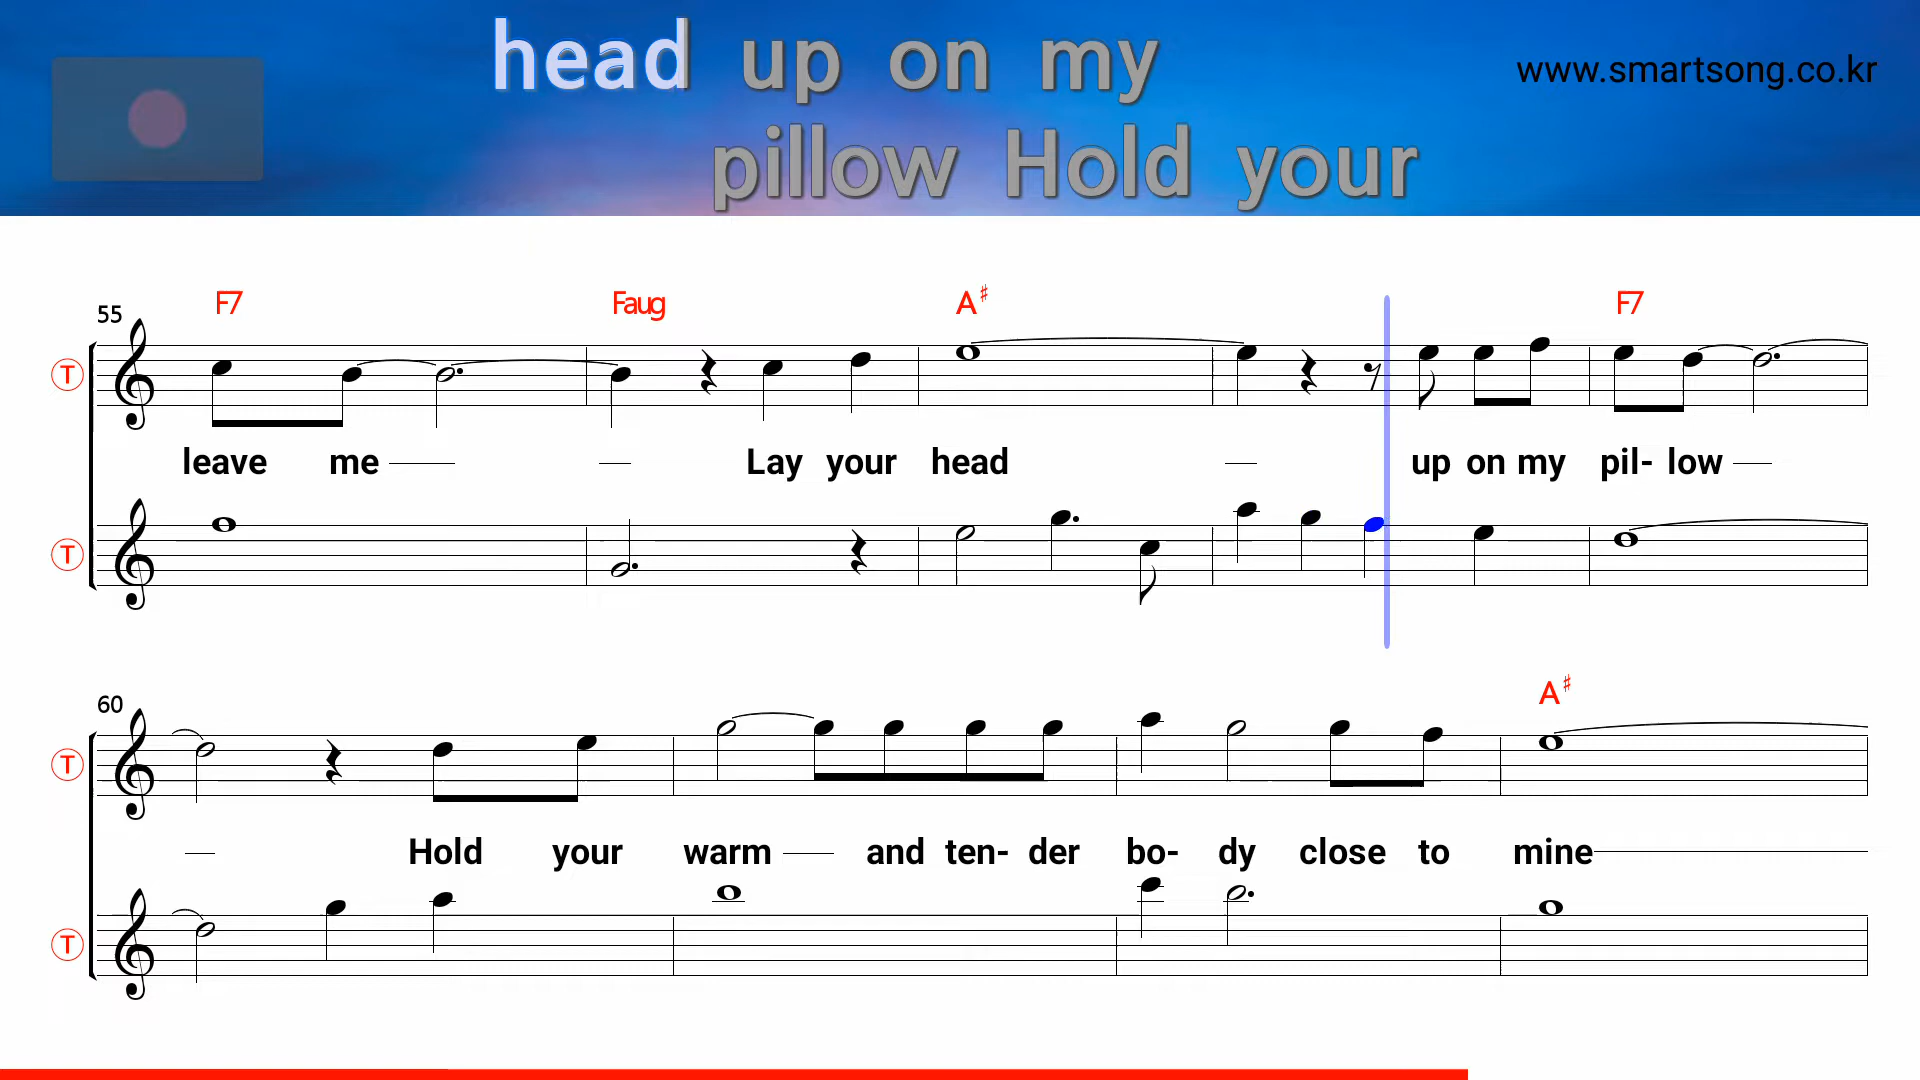 head up on my
www.smartsong.co.kr
pillow Hold your
55
F7 Faug A♯ F7
T
leave me Lay your head up on my pil- low
T
60
A♯
T
Hold your warm and ten- der bo- dy close to mine
T